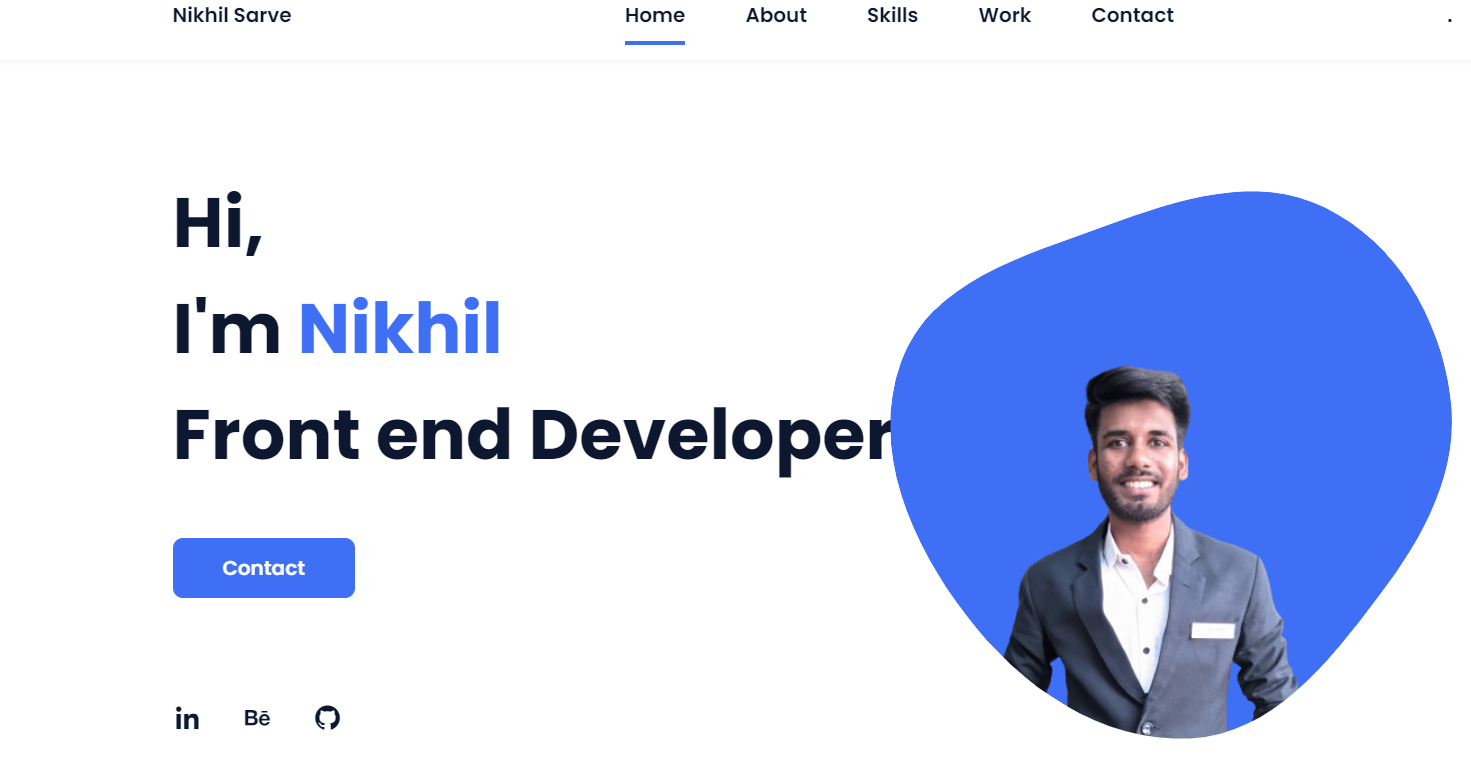 Nikhil Sarve
Home About Skills Work Contact .
Hi,
I'm Nikhil
Front end Developer
Contact
in Bē